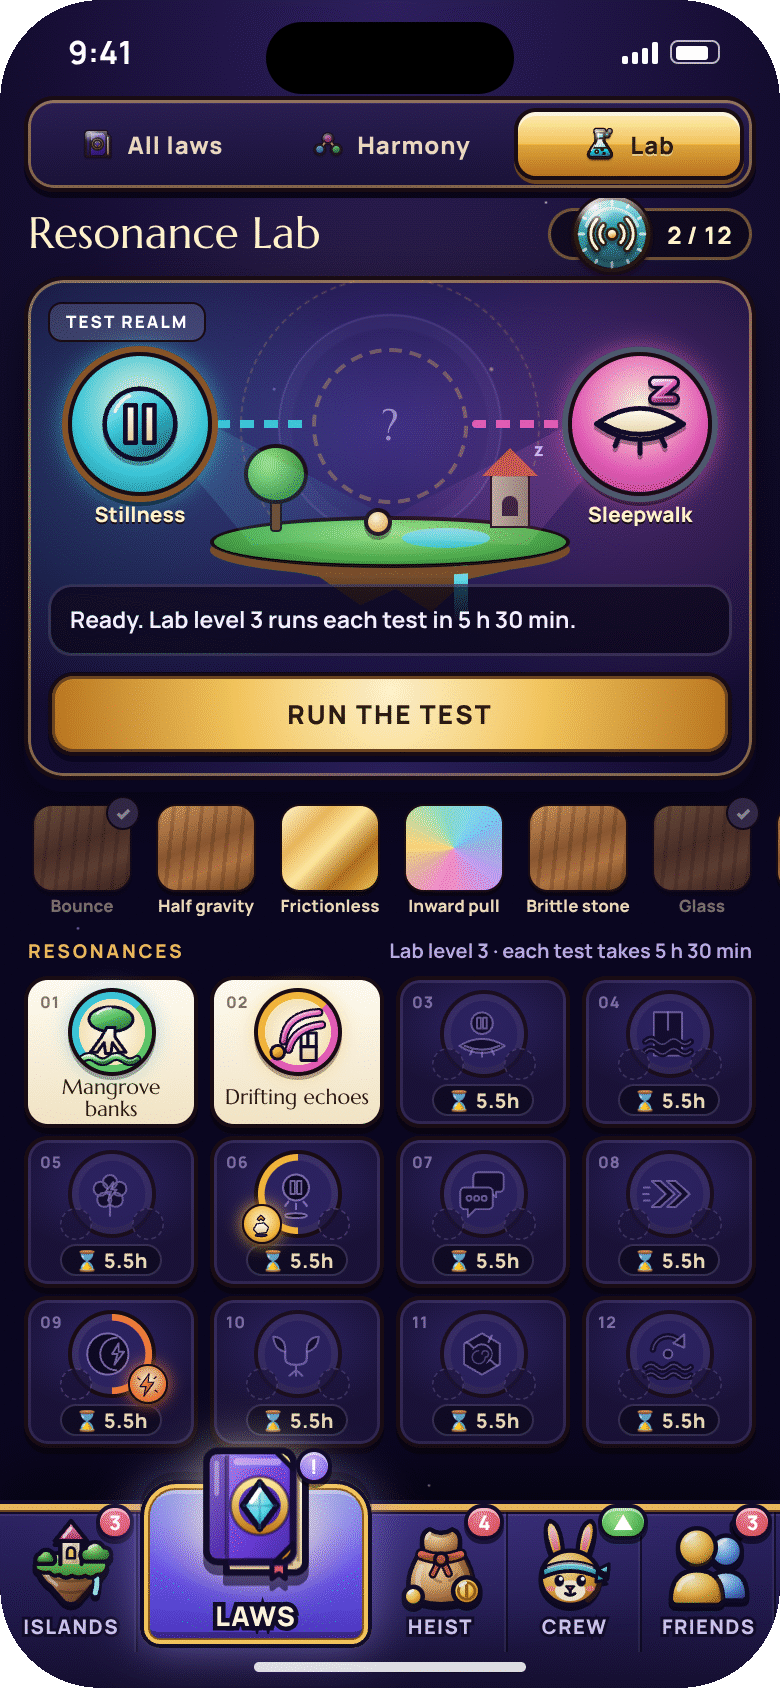 9:41
All laws
Harmony
Lab
Resonance Lab
2 / 12
TEST REALM
?
Z
z
Stillness
Sleepwalk
Ready. Lab level 3 runs each test in 5 h 30 min.
RUN THE TEST
Bounce
Half gravity
Frictionless
Inward pull
Brittle stone
Glass
RESONANCES
Lab level 3 · each test takes 5 h 30 min
01
Mangrove
banks
02
Drifting echoes
03
5.5h
04
5.5h
05
5.5h
06
5.5h
07
5.5h
08
5.5h
09
5.5h
10
5.5h
11
5.5h
12
5.5h
3
ISLANDS
!
LAWS
4
HEIST
CREW
3
FRIENDS